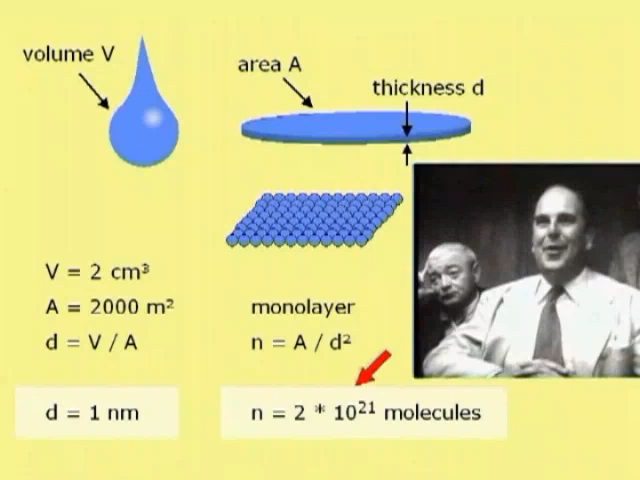 volume V
area A
thickness d
V = 2 cm³
A = 2000 m²
d = V / A
monolayer
n = A / d²
d = 1 nm
n = 2 * 10²¹ molecules